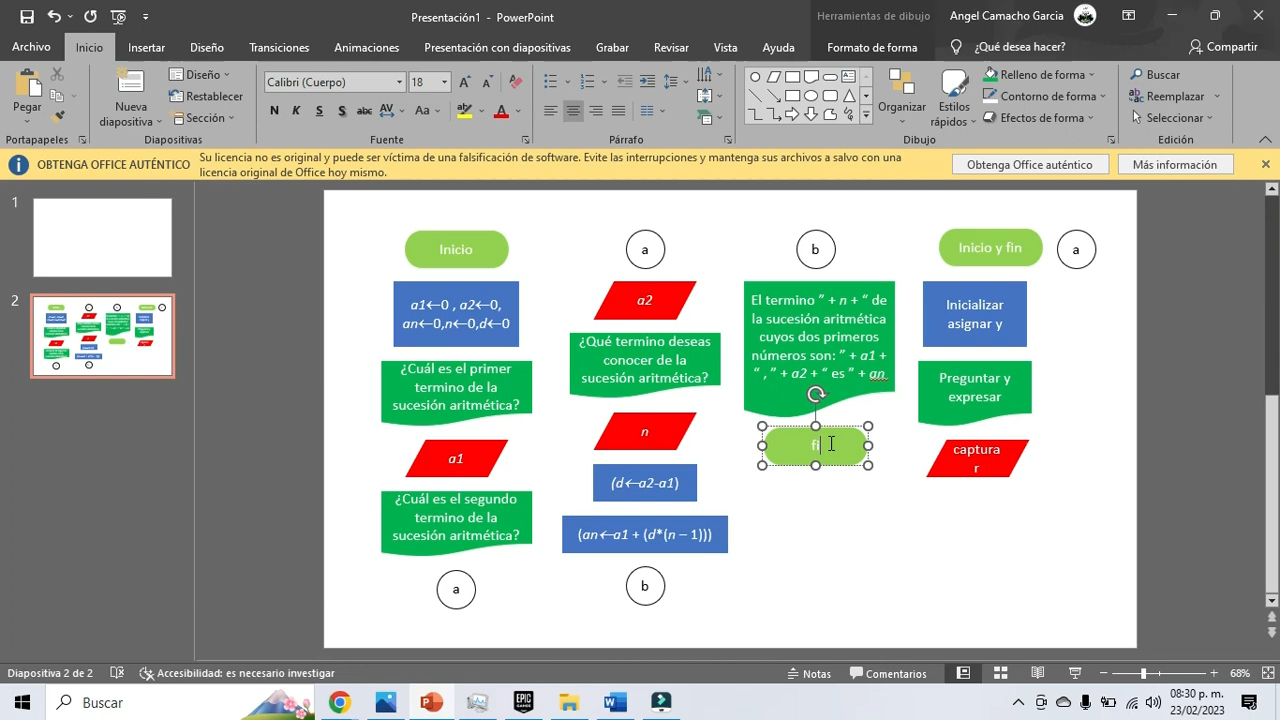 Presentación1 - PowerPoint
Herramientas de dibujo
Angel Camacho Garcia
Archivo Inicio Insertar Diseño Transiciones Animaciones Presentación con diapositivas Grabar Revisar Vista Ayuda Formato de forma ¿Qué desea hacer? Compartir
Pegar
Portapapeles
Nueva
diapositiva
Diseño
Restablecer
Sección
Diapositivas
Calibri (Cuerpo) 18
N K S S abc AV Aa A
Fuente
Párrafo
Organizar
Estilos
rápidos
Relleno de forma
Contorno de forma
Efectos de forma
Dibujo
Buscar
Reemplazar
Seleccionar
Edición
OBTENGA OFFICE AUTÉNTICO
Su licencia no es original y puede ser víctima de una falsificación de software. Evite las interrupciones y mantenga sus archivos a salvo con una
licencia original de Office hoy mismo.
Obtenga Office auténtico
Más información
1
2
Inicio
a1←0 , a2←0,
an←0,n←0,d←0
¿Cuál es el primer
termino de la
sucesión aritmética?
a1
¿Cuál es el segundo
termino de la
sucesión aritmética?
a
a
a2
¿Qué termino deseas
conocer de la
sucesión aritmética?
n
(d←a2-a1)
(an←a1 + (d*(n – 1)))
b
b
El termino ” + n + “ de
la sucesión aritmética
cuyos dos primeros
números son: ” + a1 +
“ , ” + a2 + “ es ” + an.
fi
Inicio y fin
a
Inicializar
asignar y
Preguntar y
expresar
captura
r
Diapositiva 2 de 2
Accesibilidad: es necesario investigar
Notas
Comentarios
68%
Buscar
EPIC
GAMES
08:30 p. m.
23/02/2023